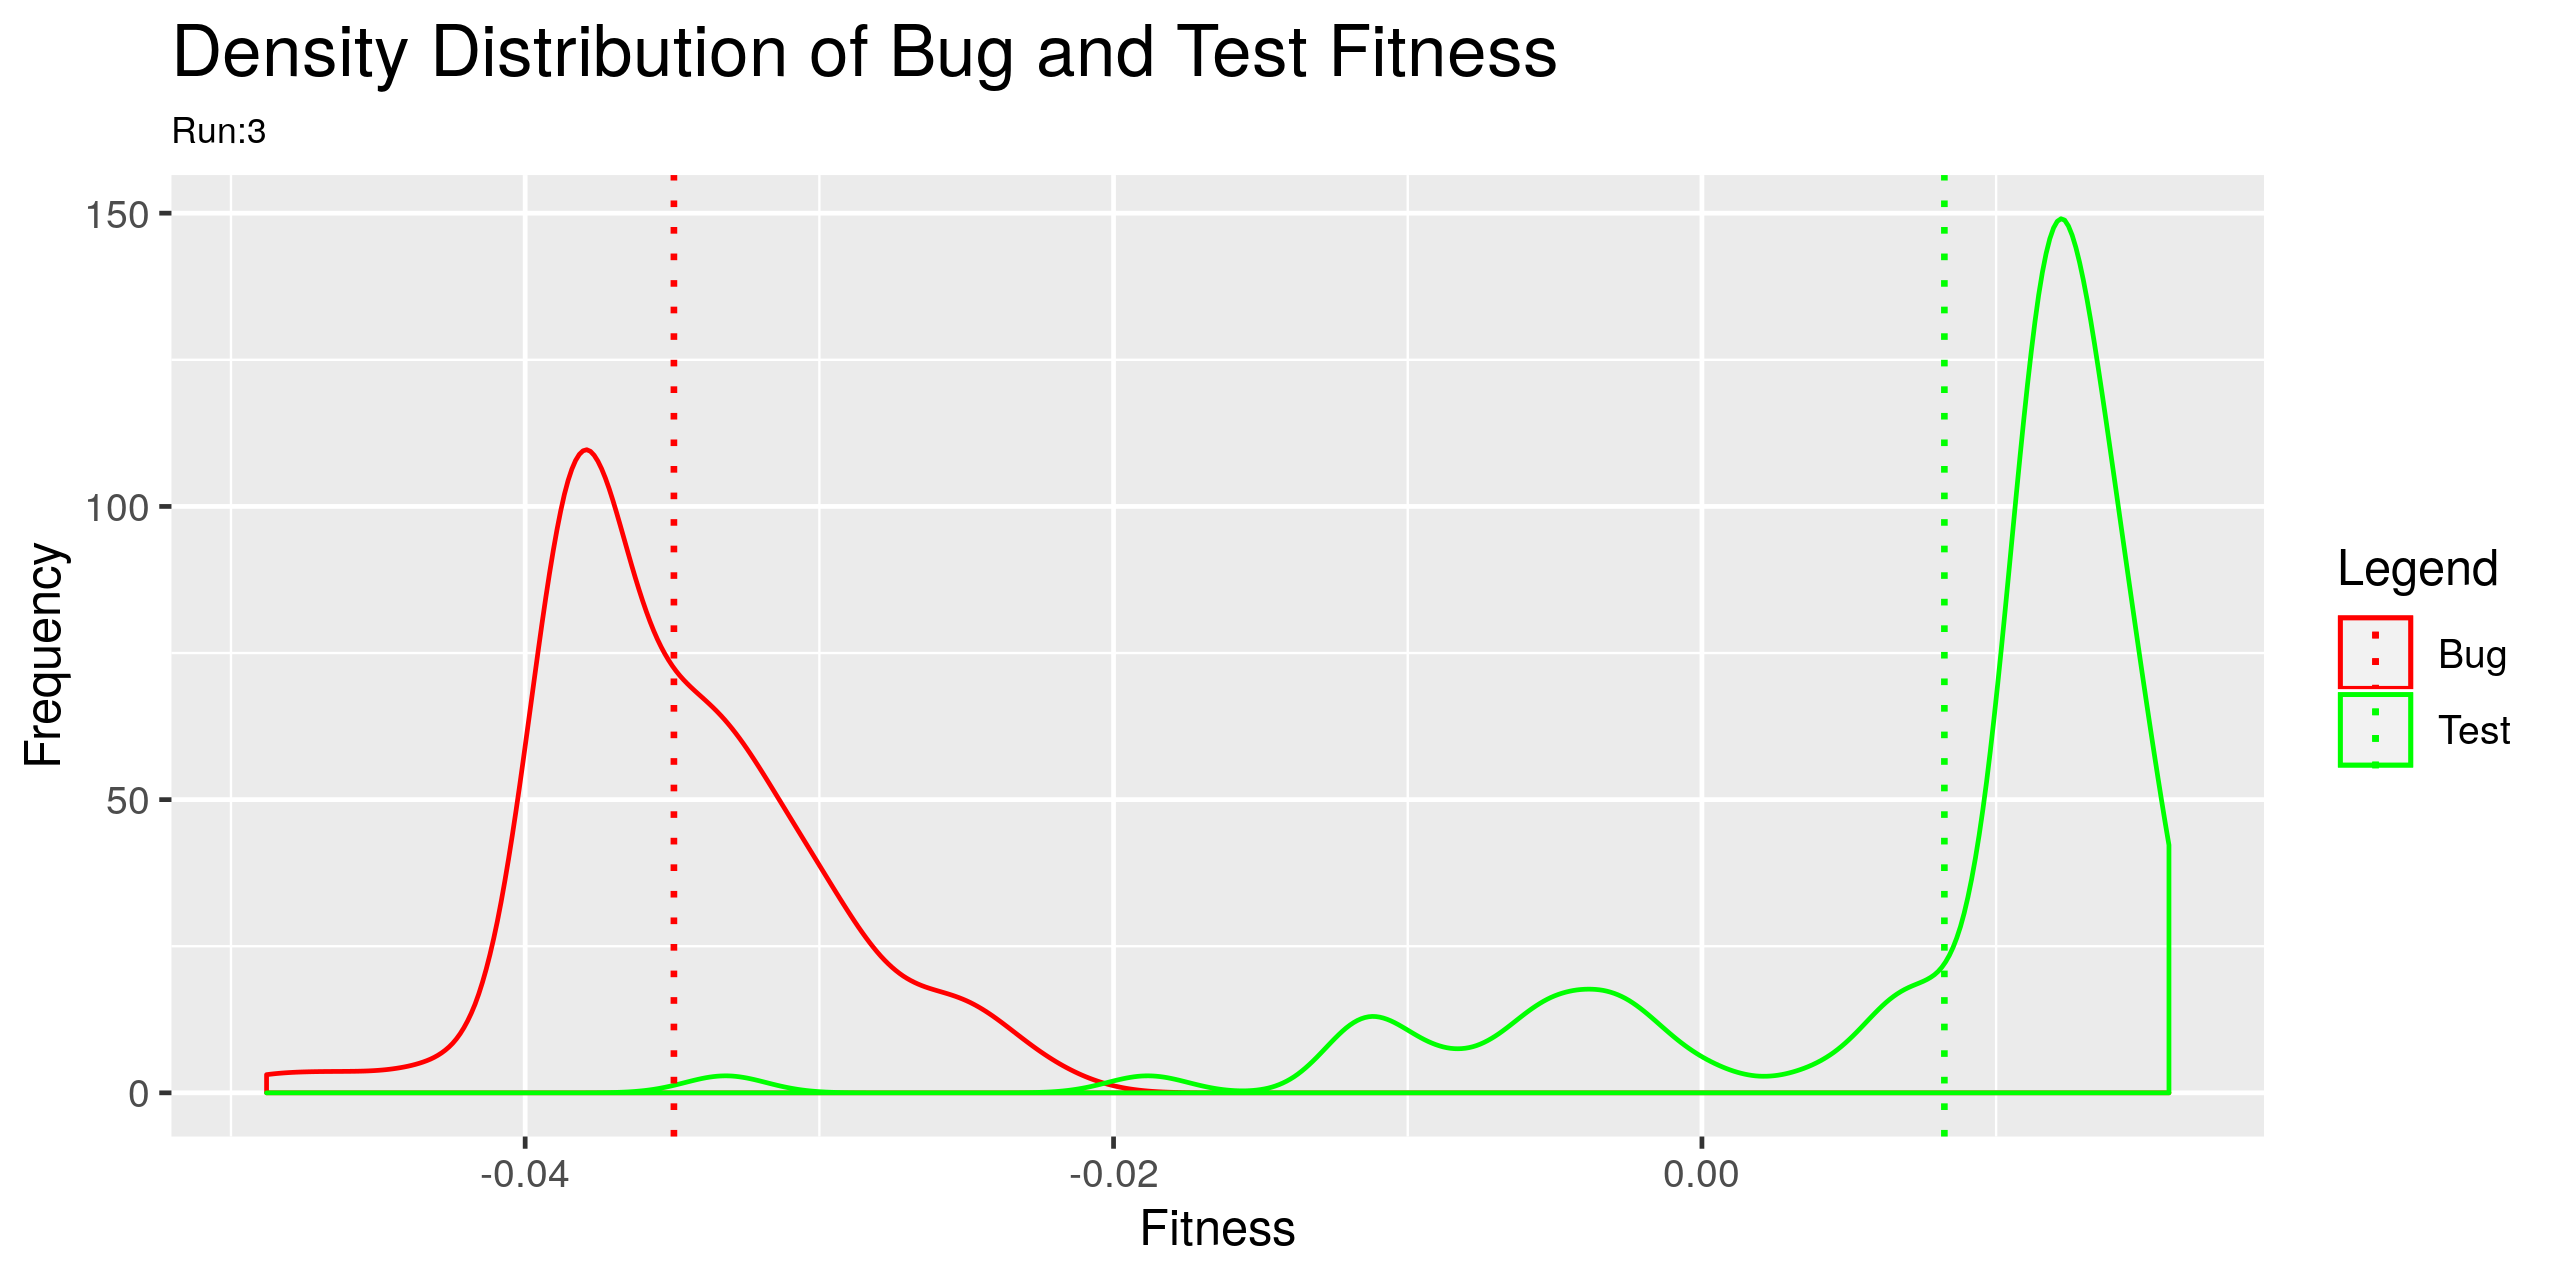 Density Distribution of Bug and Test Fitness
Run:3
150
100
50
0
Frequency
-0.04
-0.02
0.00
Fitness
Legend
Bug
Test